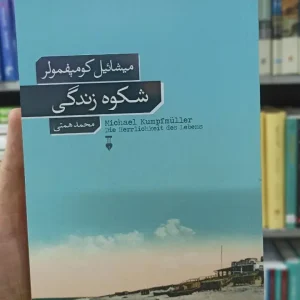 میشائیل کومپفمولر
شکوه زندگی
محمد همتی
Michael Kumpfmüller
Die Herrlichkeit des Lebens